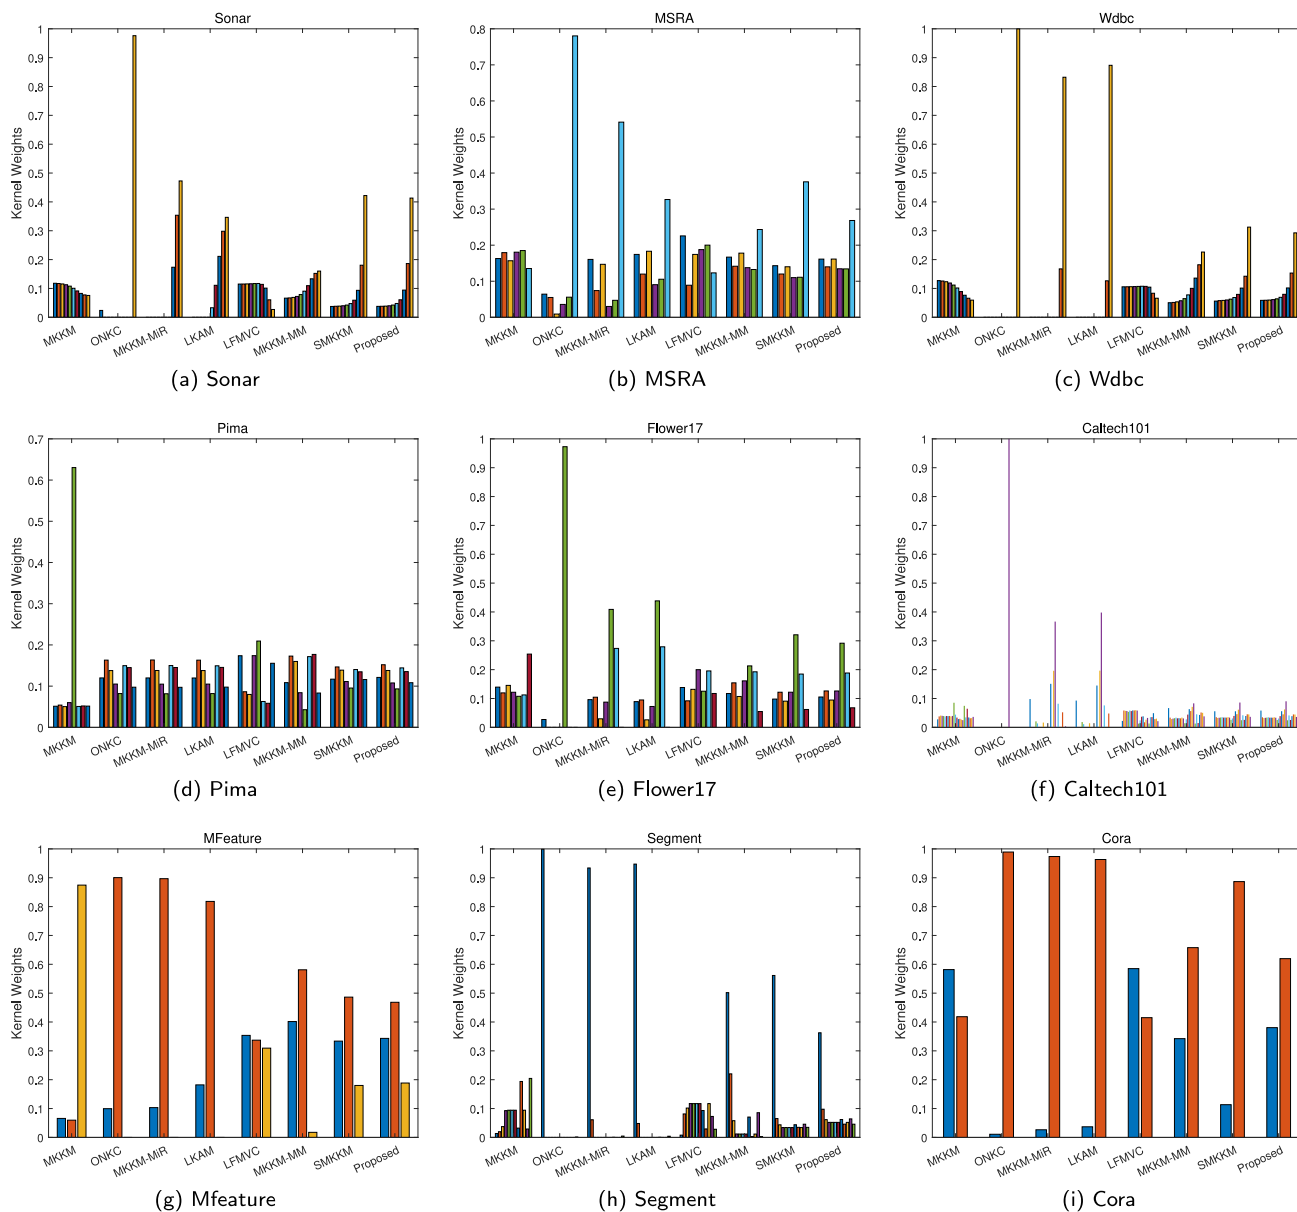 Sonar
Kernel Weights
1
0.9
0.8
0.7
0.6
0.5
0.4
0.3
0.2
0.1
0
MKKM ONKC MKKM-MiR LKAM LFMVC MKKM-MM SMKKM Proposed
(a) Sonar
MSRA
Kernel Weights
0.8
0.7
0.6
0.5
0.4
0.3
0.2
0.1
0
MKKM ONKC MKKM-MiR LKAM LFMVC MKKM-MM SMKKM Proposed
(b) MSRA
Wdbc
Kernel Weights
1
0.9
0.8
0.7
0.6
0.5
0.4
0.3
0.2
0.1
0
MKKM ONKC MKKM-MiR LKAM LFMVC MKKM-MM SMKKM Proposed
(c) Wdbc
Pima
Kernel Weights
0.7
0.6
0.5
0.4
0.3
0.2
0.1
0
MKKM ONKC MKKM-MiR LKAM LFMVC MKKM-MM SMKKM Proposed
(d) Pima
Flower17
Kernel Weights
1
0.9
0.8
0.7
0.6
0.5
0.4
0.3
0.2
0.1
0
MKKM ONKC MKKM-MiR LKAM LFMVC MKKM-MM SMKKM Proposed
(e) Flower17
Caltech101
Kernel Weights
1
0.9
0.8
0.7
0.6
0.5
0.4
0.3
0.2
0.1
0
MKKM ONKC MKKM-MiR LKAM LFMVC MKKM-MM SMKKM Proposed
(f) Caltech101
MFeature
Kernel Weights
1
0.9
0.8
0.7
0.6
0.5
0.4
0.3
0.2
0.1
0
MKKM ONKC MKKM-MiR LKAM LFMVC MKKM-MM SMKKM Proposed
(g) Mfeature
Segment
Kernel Weights
1
0.9
0.8
0.7
0.6
0.5
0.4
0.3
0.2
0.1
0
MKKM ONKC MKKM-MiR LKAM LFMVC MKKM-MM SMKKM Proposed
(h) Segment
Cora
Kernel Weights
1
0.9
0.8
0.7
0.6
0.5
0.4
0.3
0.2
0.1
0
MKKM ONKC MKKM-MiR LKAM LFMVC MKKM-MM SMKKM Proposed
(i) Cora